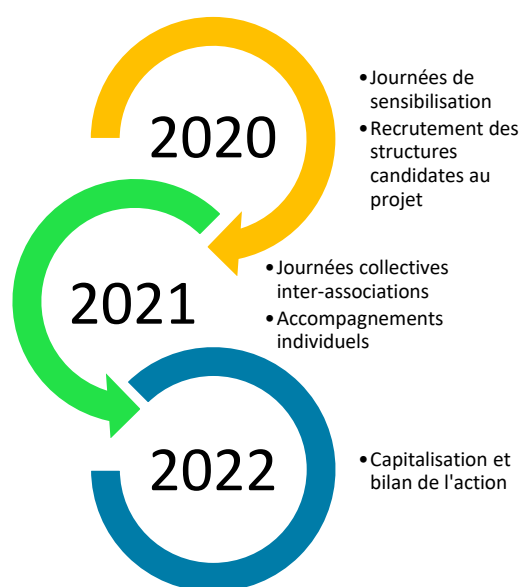 2020
•Journées de
sensibilisation
•Recrutement des
structures
candidates au
projet
2021
•Journées collectives
inter-associations
•Accompagnements
individuels
2022
•Capitalisation et
bilan de l'action